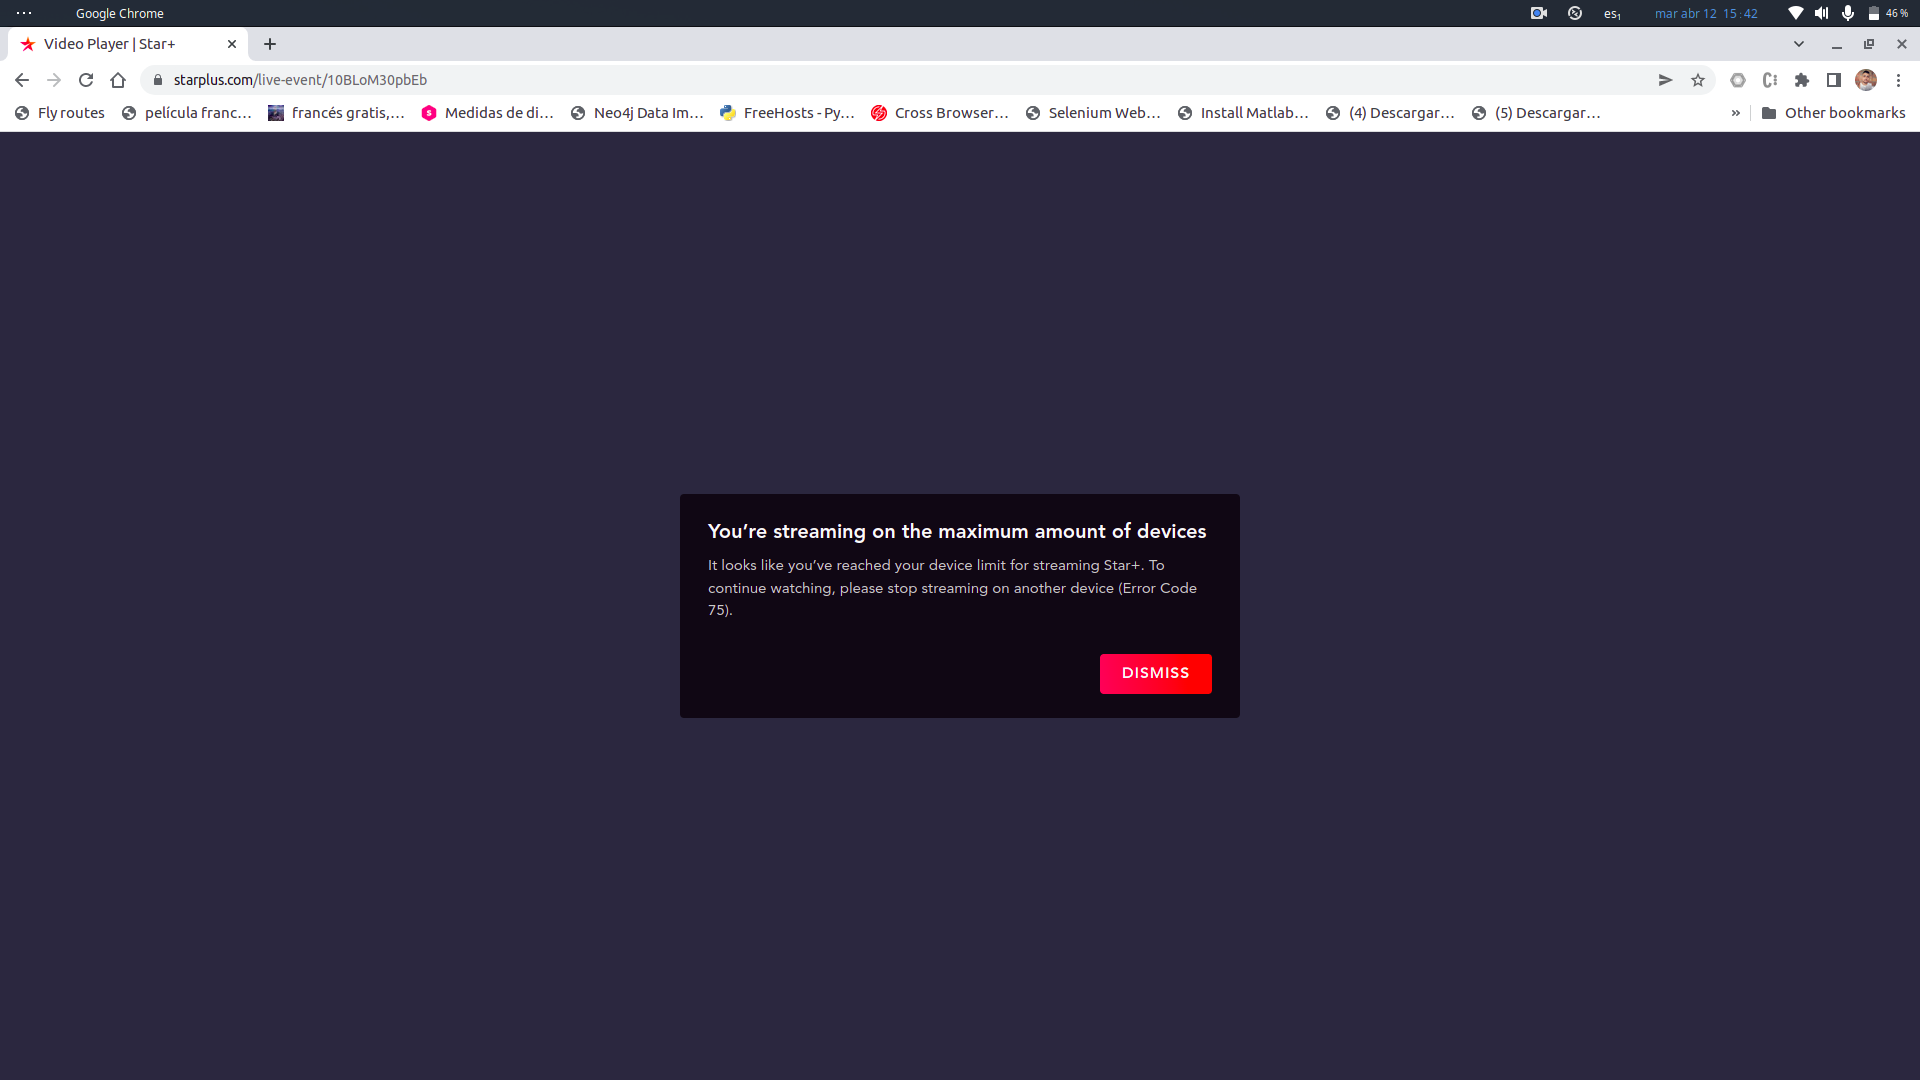 Google Chrome
es1
mar abr 12 15:42
46 %
Video Player | Star+
starplus.com/live-event/10BLoM30pbEb
Fly routes
película franc...
francés gratis,...
Medidas de di...
Neo4j Data Im...
FreeHosts - Py...
Cross Browser...
Selenium Web...
Install Matlab...
(4) Descargar...
(5) Descargar...
»
Other bookmarks
You’re streaming on the maximum amount of devices
It looks like you’ve reached your device limit for streaming Star+. To
continue watching, please stop streaming on another device (Error Code
75).
DISMISS